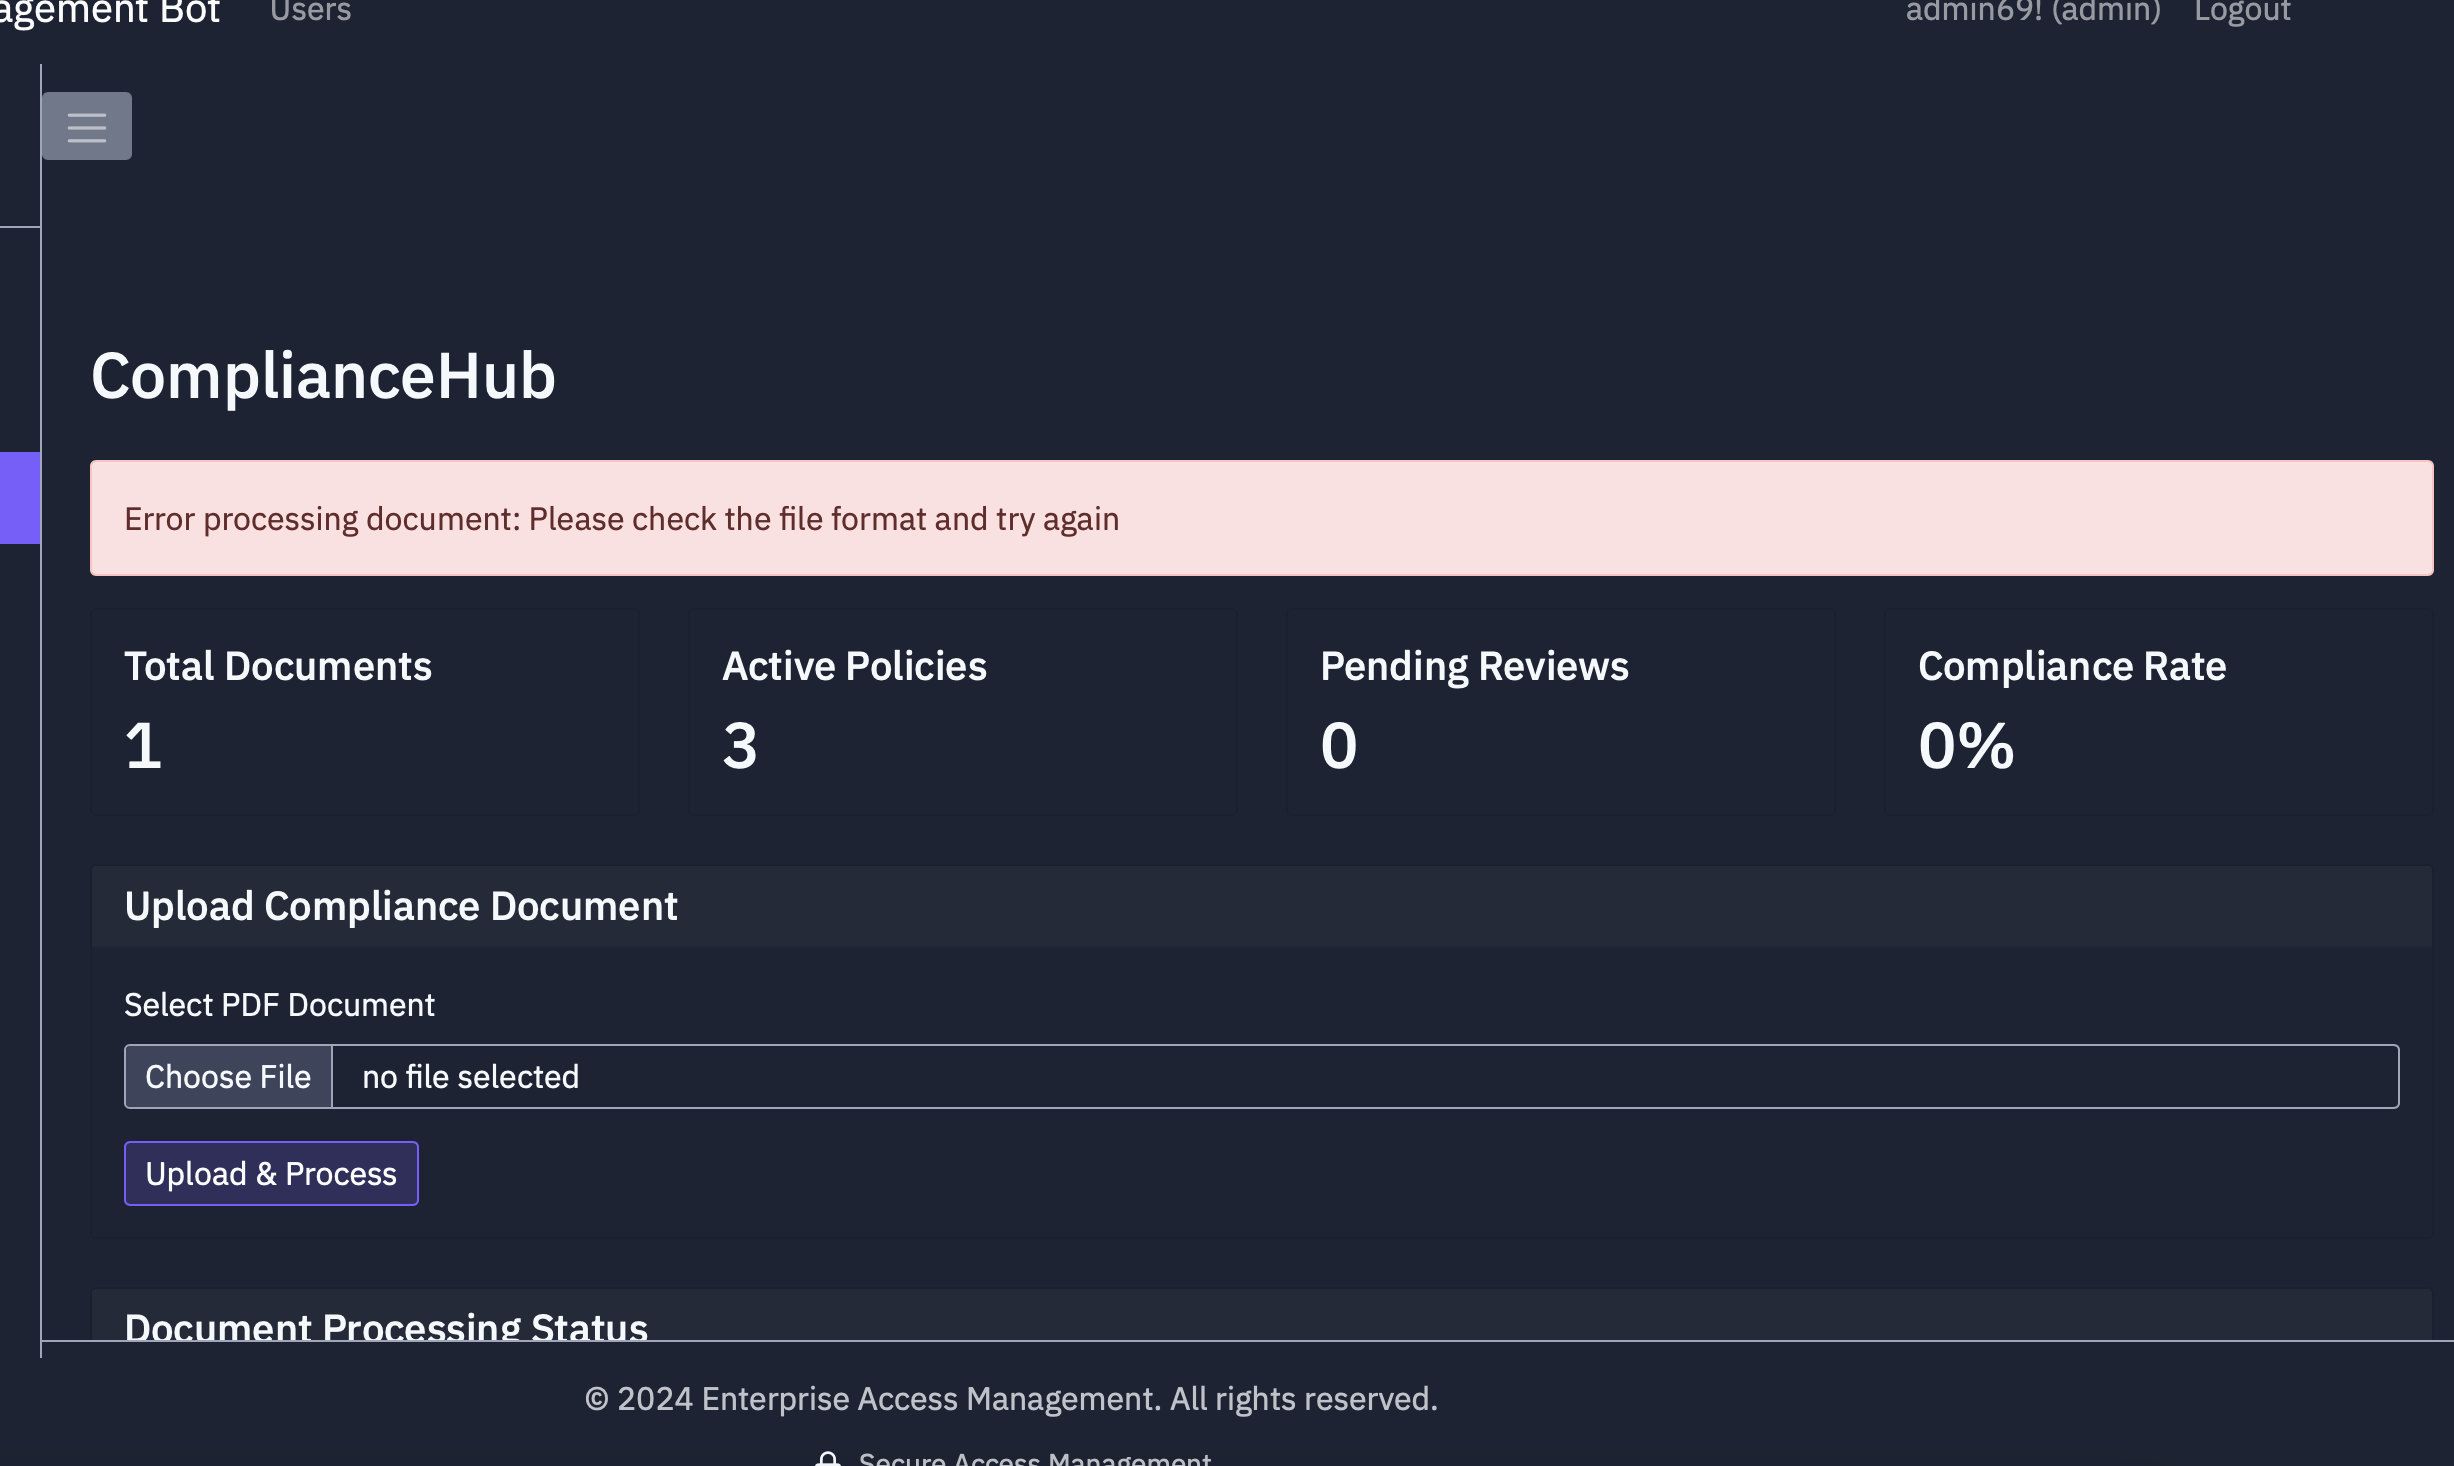 agement Bot Users admin69! (admin) Logout
ComplianceHub
Error processing document: Please check the file format and try again
Total Documents Active Policies Pending Reviews Compliance Rate
1 3 0 0%
Upload Compliance Document
Select PDF Document
Choose File no file selected
Upload & Process
Document Processing Status
© 2024 Enterprise Access Management. All rights reserved.
Secure Access Management